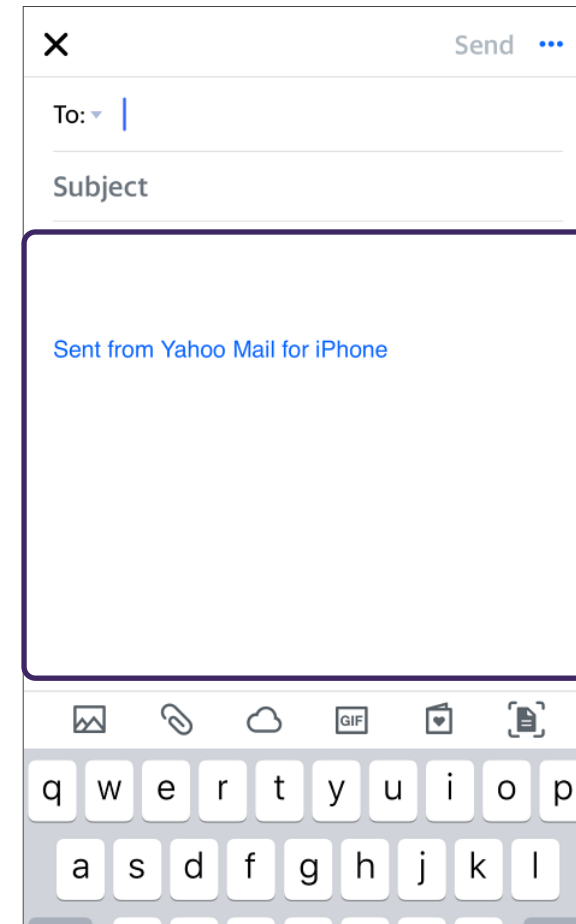 Send
To:
Subject
Sent from Yahoo Mail for iPhone
GIF
q w e r t y u i o p
a s d f g h j k l